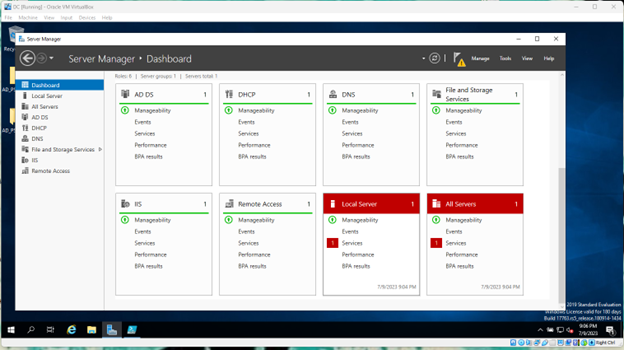 DC [Running] - Oracle VM VirtualBox
File Machine View Input Devices Help
Server Manager
Server Manager • Dashboard
Manage Tools View Help
Dashboard
Local Server
All Servers
AD DS
DHCP
DNS
File and Storage Services
IIS
Remote Access
Roles: 6 | Server groups: 1 | Servers total: 1
AD DS 1
Manageability
Events
Services
Performance
BPA results
DHCP 1
Manageability
Events
Services
Performance
BPA results
DNS 1
Manageability
Events
Services
Performance
BPA results
File and Storage
Services 1
Manageability
Events
Services
Performance
BPA results
IIS 1
Manageability
Events
Services
Performance
BPA results
Remote Access 1
Manageability
Events
Services
Performance
BPA results
Local Server 1
Manageability
Events
1 Services
Performance
BPA results
7/9/2023 9:04 PM
All Servers 1
Manageability
Events
1 Services
Performance
BPA results
7/9/2023 9:04 PM
2019 Standard Evaluation
Windows License valid for 180 days
Build 17763.rs5_release.180914-1434
9:06 PM
7/9/2023
Right Ctrl